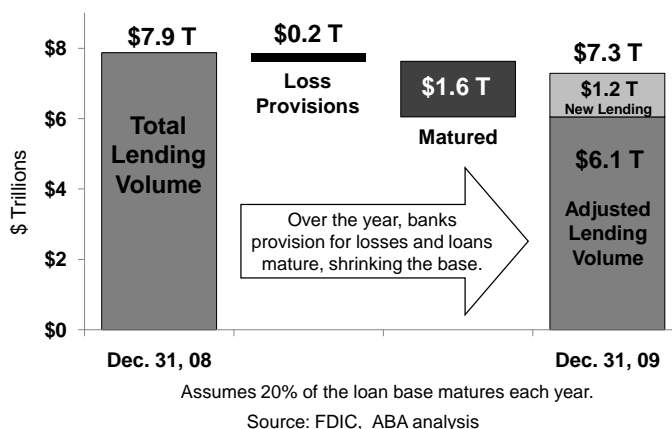 $7.9 T
$0.2 T
$7.3 T
$8
$6
$4
$2
$0
$ Trillions
Total
Lending
Volume
Loss
Provisions
$1.6 T
Matured
$1.2 T
New Lending
$6.1 T
Adjusted
Lending
Volume
Over the year, banks
provision for losses and loans
mature, shrinking the base.
Dec. 31, 08
Dec. 31, 09
Assumes 20% of the loan base matures each year.
Source: FDIC, ABA analysis